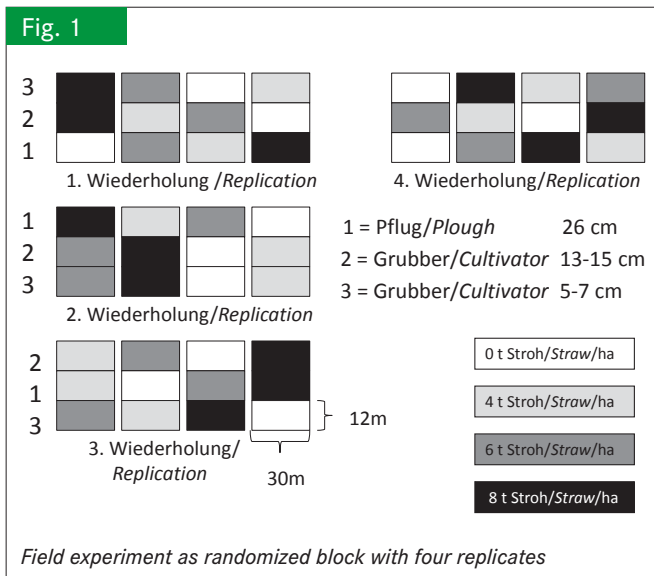 Fig. 1
3
2
1
1. Wiederholung /Replication
4. Wiederholung/Replication
1
2
3
2. Wiederholung/Replication
1 = Pflug/Plough 26 cm
2 = Grubber/Cultivator 13-15 cm
3 = Grubber/Cultivator 5-7 cm
2
1
3
3. Wiederholung/
Replication
12m
30m
0 t Stroh/Straw/ha
4 t Stroh/Straw/ha
6 t Stroh/Straw/ha
8 t Stroh/Straw/ha
Field experiment as randomized block with four replicates